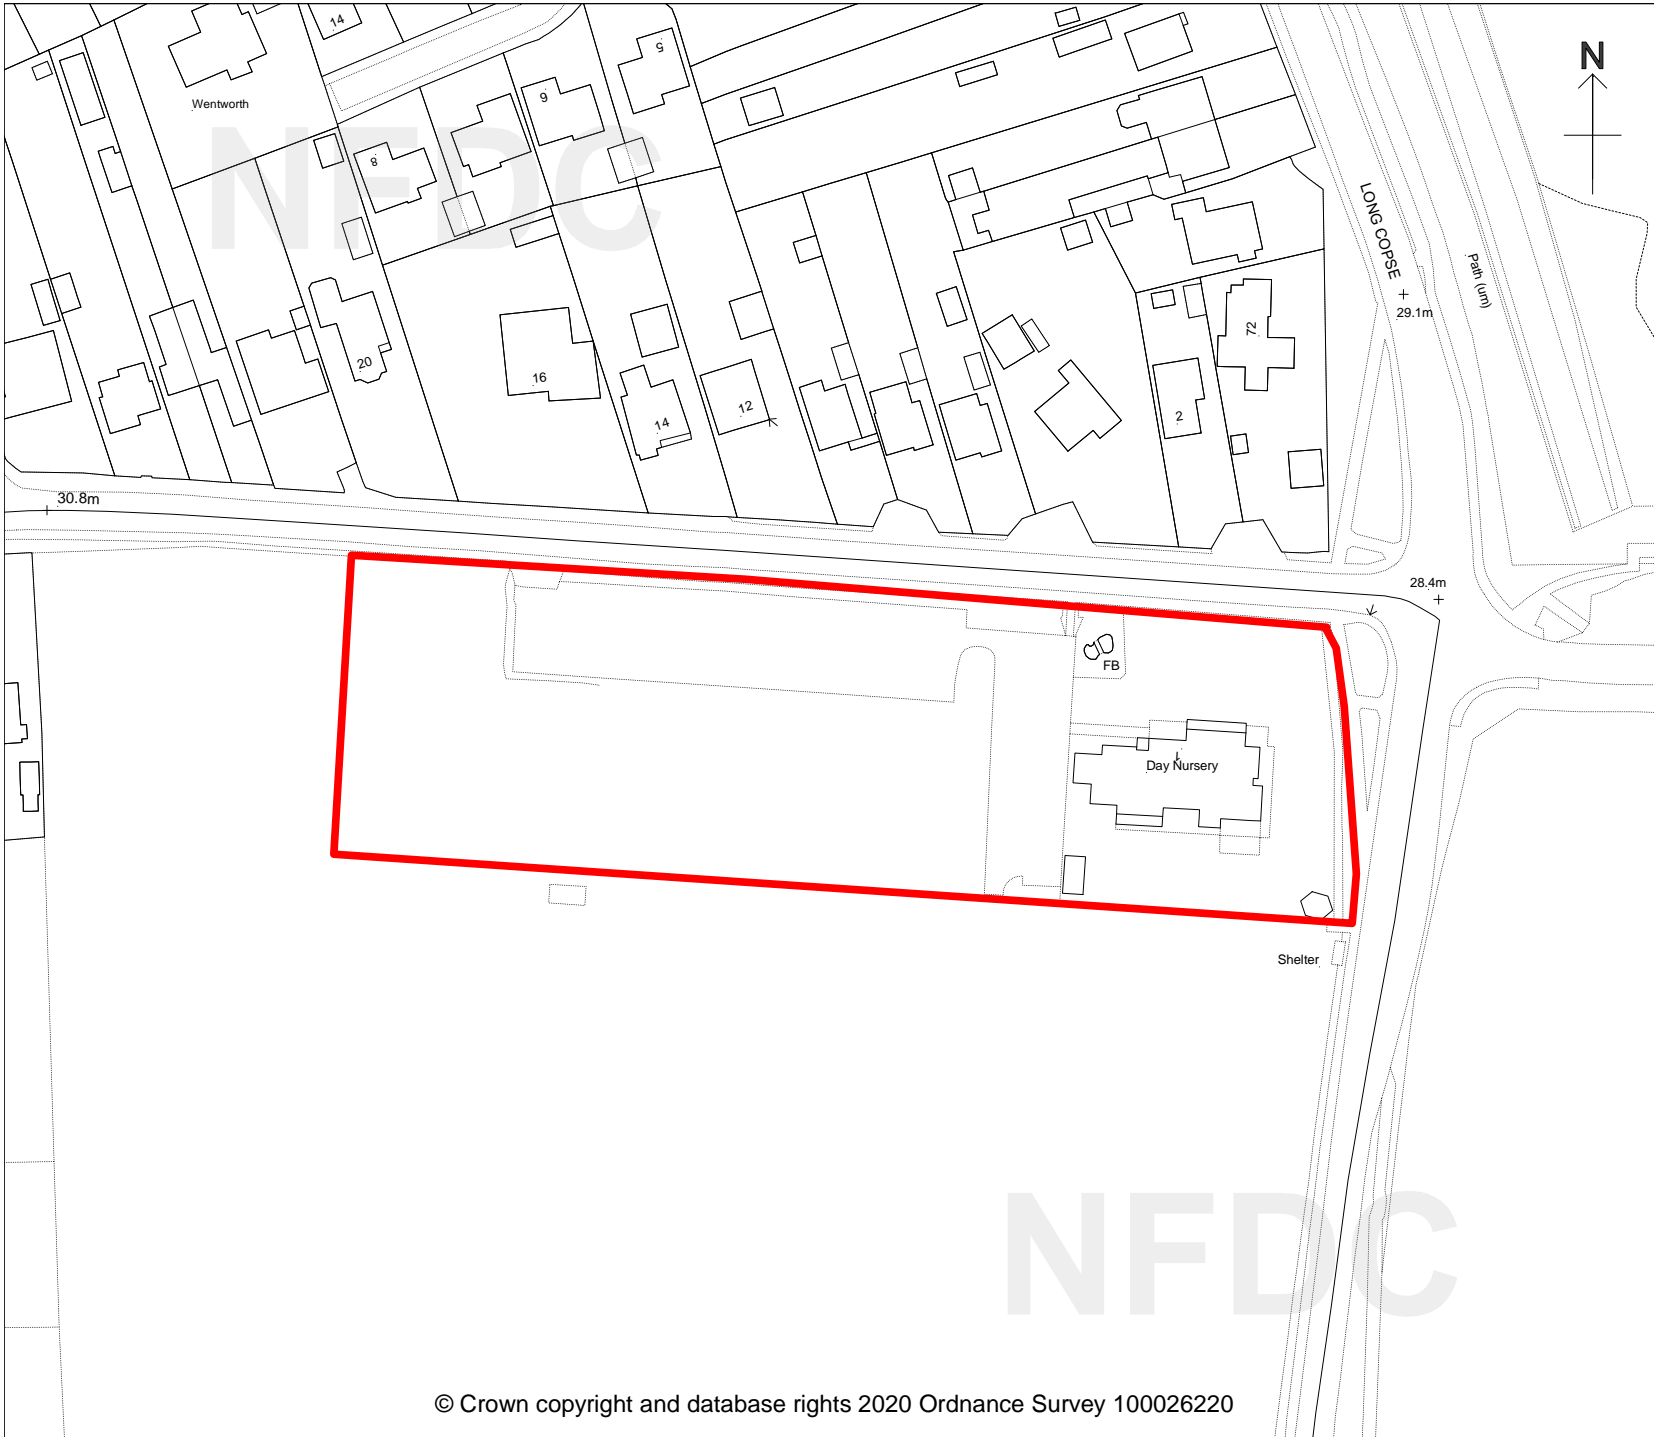 14
5
N
Wentworth
9
NFDC
8
LONG COPSE
Path (um)
29.1m
72
20
16
12
2
14
30.8m
28.4m
FB
1
Day Nursery
Shelter
NFDC
© Crown copyright and database rights 2020 Ordnance Survey 100026220